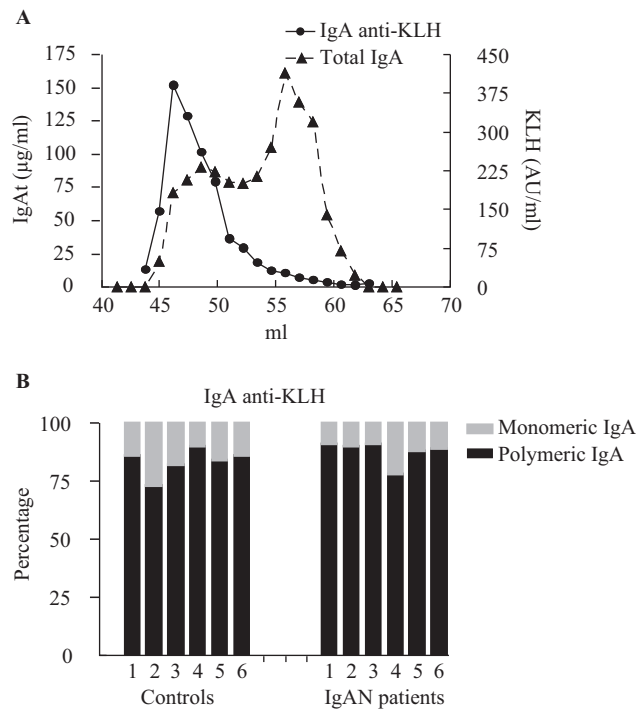 A
IgA anti-KLH
Total IgA
175
150
125
100
75
50
25
0
IgAt (µg/ml)
450
375
300
225
150
75
0
KLH (AU/ml)
40 45 50 55 60 65 70
ml
B
IgA anti-KLH
Monomeric IgA
Polymeric IgA
100
75
50
25
0
Percentage
1 2 3 4 5 6 1 2 3 4 5 6
Controls IgAN patients